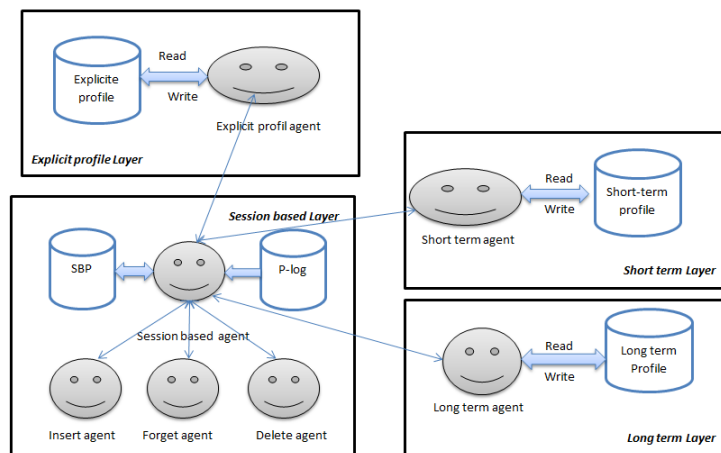 Read
Explicite
profile
Write
Explicit profil agent
Explicit profile Layer
Read
Write
Short-term
profile
Short term agent
Short term Layer
Session based Layer
SBP
P-log
Session based agent
Insert agent
Forget agent
Delete agent
Read
Write
Long term
Profile
Long term agent
Long term Layer